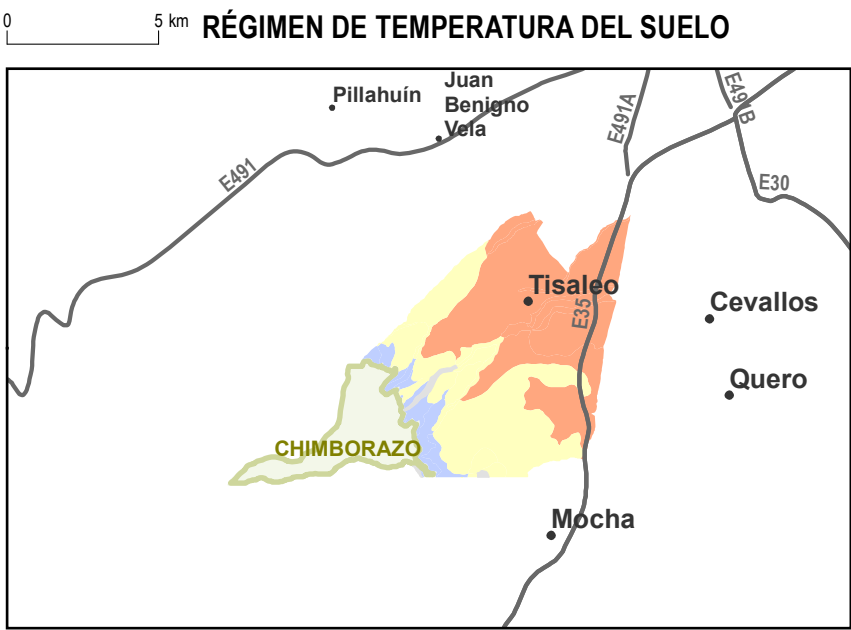 0 5 km RÉGIMEN DE TEMPERATURA DEL SUELO
Pillahuín
Juan
Benigno
Vela
E491
E491A
E491B
E30
Tisaleo
E35
Cevallos
Quero
CHIMBORAZO
Mocha